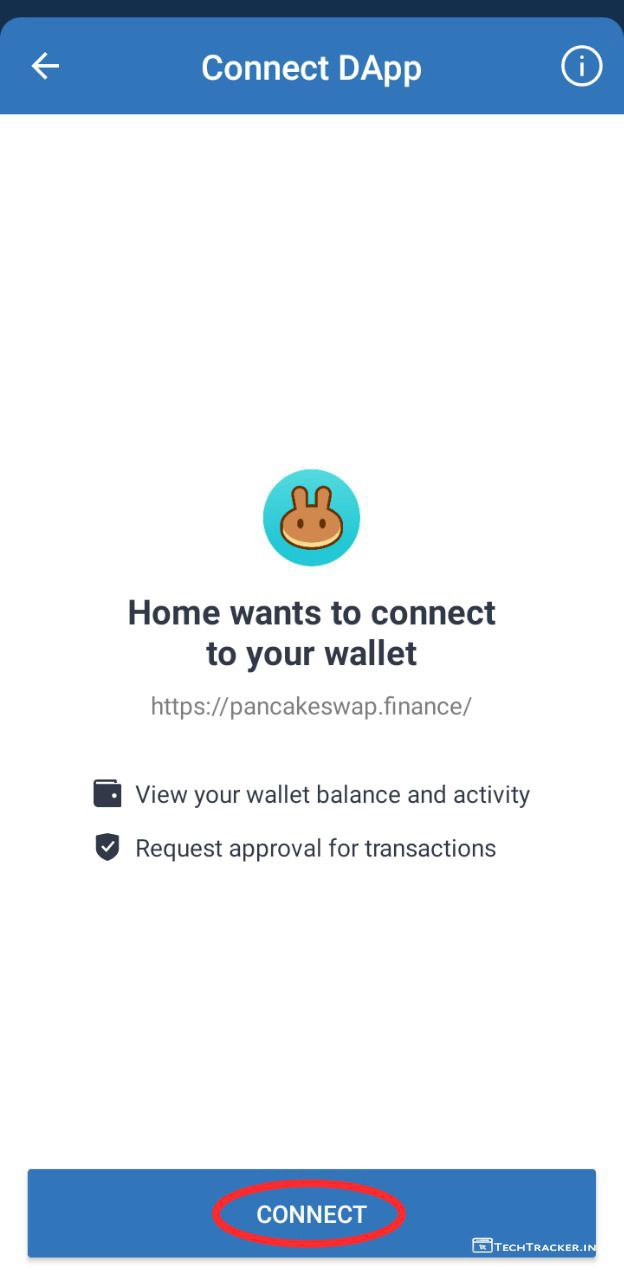 Connect DApp
Home wants to connect
to your wallet
https://pancakeswap.finance/
View your wallet balance and activity
Request approval for transactions
CONNECT
TECHTRACKER.IN